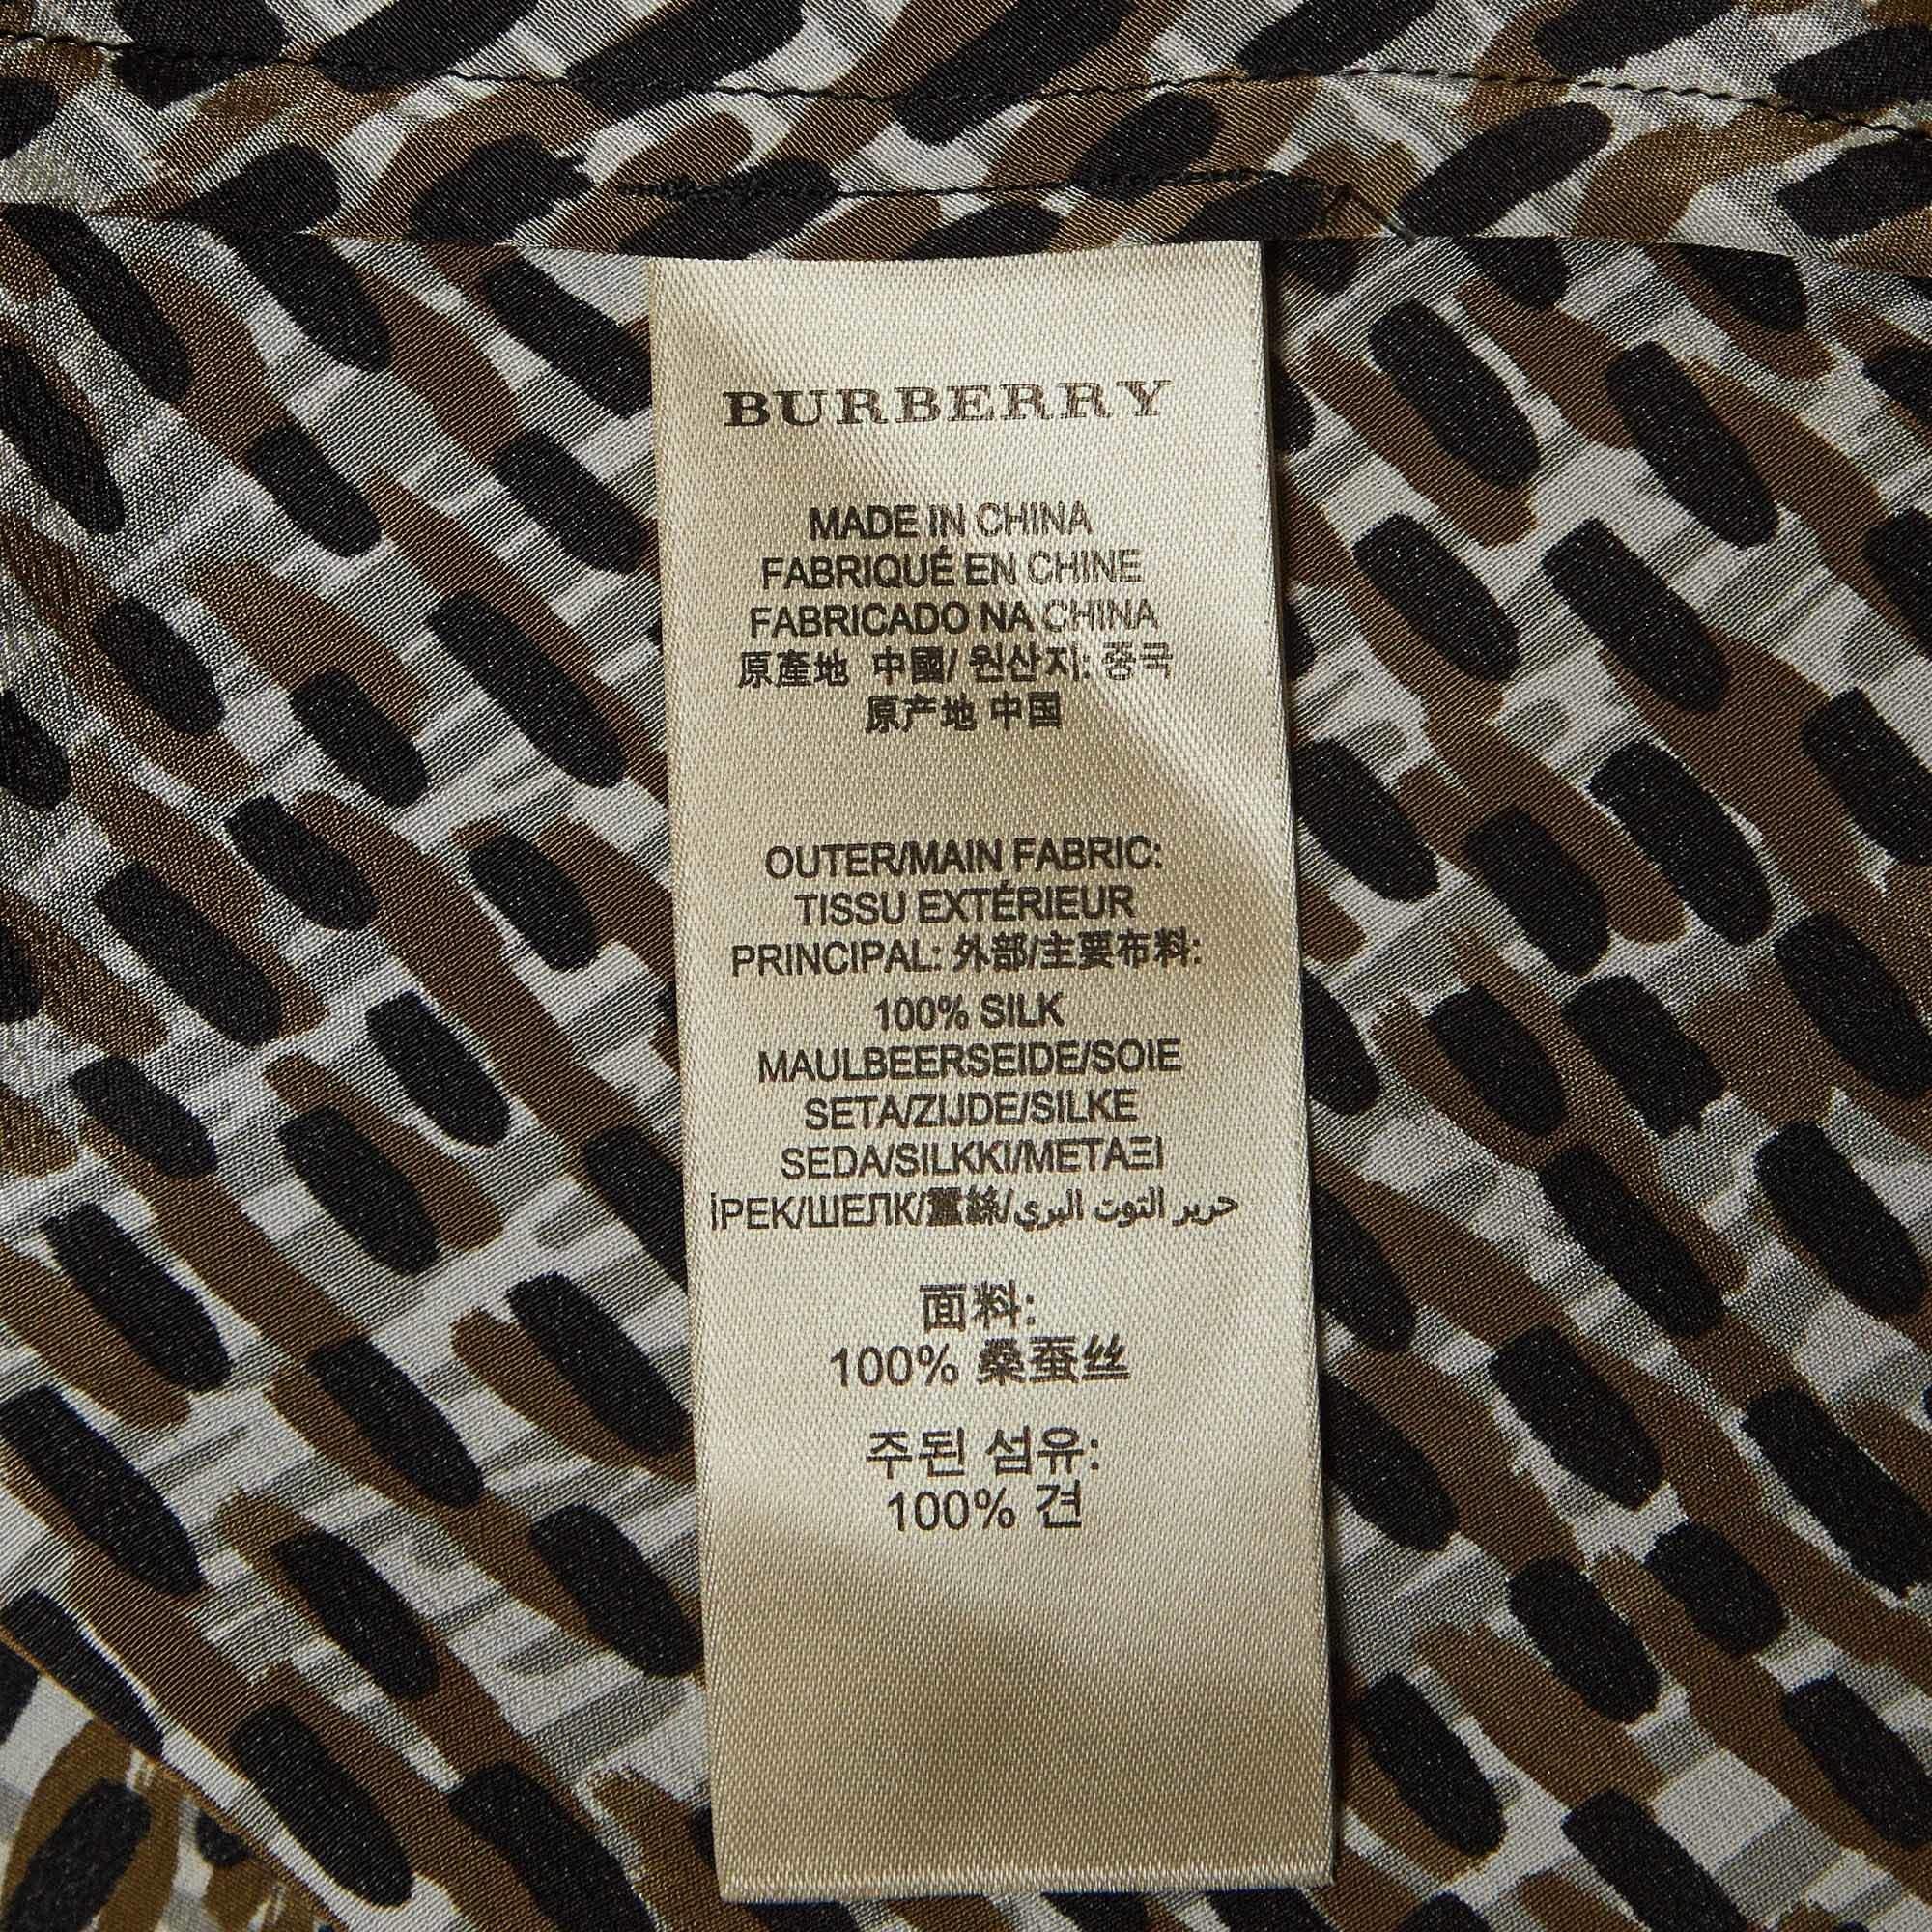 BURBERRY
MADE IN CHINA
FABRIQUÉ EN CHINE
FABRICADO NA CHINA
原產地 中國/ 원산지: 중국
原产地 中国
OUTER/MAIN FABRIC:
TISSU EXTÉRIEUR
PRINCIPAL: 外部/主要布料:
100% SILK
MAULBEERSEIDE/SOIE
SETA/ZIJDE/SILKE
SEDA/SILKKI/ΜΕΤΑΞΙ
İPEK/ШЕЛК/蠶絲/حرير التوت البري
面料:
100% 桑蚕丝
주된 섬유:
100% 견